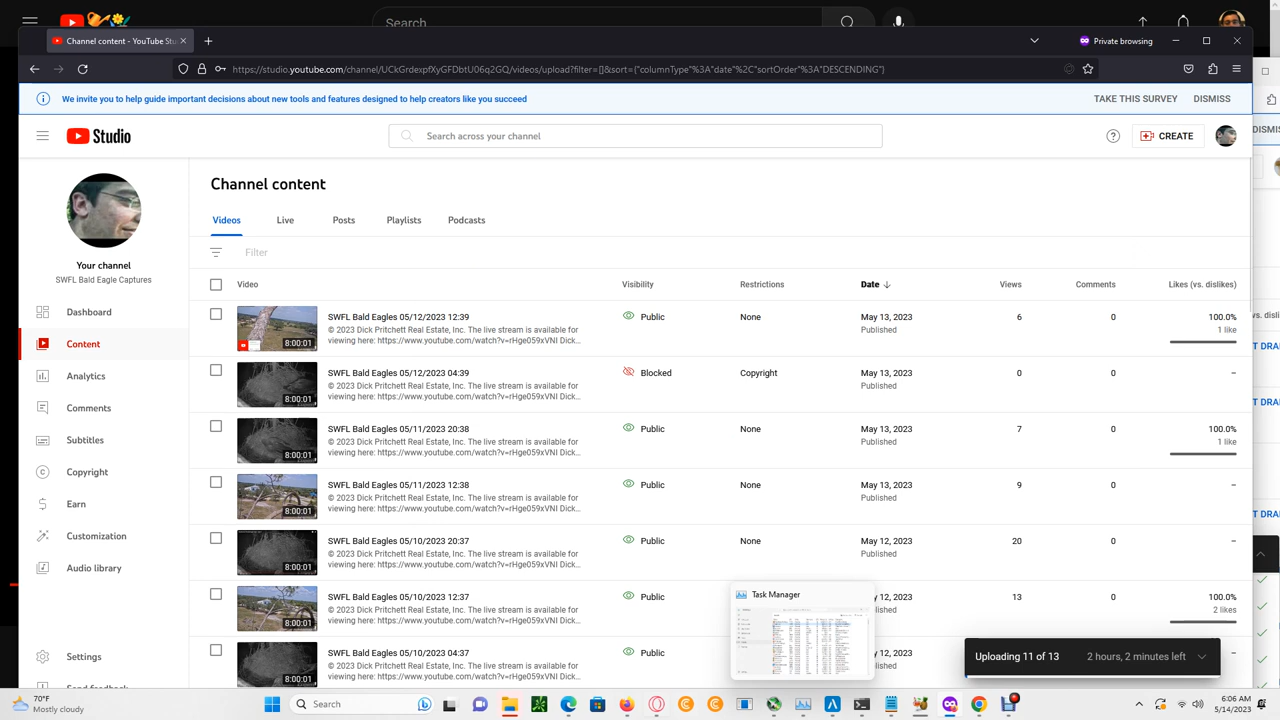 Channel content - YouTube Stu
Private browsing
https://studio.youtube.com/channel/UCkGrdexpfXyGFDbtU06q2GQ/videos/upload?filter=[]&sort={"columnType"%3A"date"%2C"sortOrder"%3A"DESCENDING"}
We invite you to help guide important decisions about new tools and features designed to help creators like you succeed
TAKE THIS SURVEY
DISMISS
DISMISS
Studio
Search across your channel
CREATE
Channel content
Videos
Live
Posts
Playlists
Podcasts
Your channel
SWFL Bald Eagle Captures
Filter
Video
Visibility
Restrictions
Date
Views
Comments
Likes (vs. dislikes)
Dashboard
Content
Analytics
Comments
Subtitles
Copyright
Earn
Customization
Audio library
Settings
8:00:01
SWFL Bald Eagles 05/12/2023 12:39
© 2023 Dick Pritchett Real Estate, Inc. The live stream is available for
viewing here: https://www.youtube.com/watch?v=rHge059xVNI Dick...
Public
None
May 13, 2023
Published
6
0
100.0%
1 like
8:00:01
SWFL Bald Eagles 05/12/2023 04:39
© 2023 Dick Pritchett Real Estate, Inc. The live stream is available for
viewing here: https://www.youtube.com/watch?v=rHge059xVNI Dick...
Blocked
Copyright
May 13, 2023
Published
0
0
–
8:00:01
SWFL Bald Eagles 05/11/2023 20:38
© 2023 Dick Pritchett Real Estate, Inc. The live stream is available for
viewing here: https://www.youtube.com/watch?v=rHge059xVNI Dick...
Public
None
May 13, 2023
Published
7
0
100.0%
1 like
8:00:01
SWFL Bald Eagles 05/11/2023 12:38
© 2023 Dick Pritchett Real Estate, Inc. The live stream is available for
viewing here: https://www.youtube.com/watch?v=rHge059xVNI Dick...
Public
None
May 13, 2023
Published
9
0
–
8:00:01
SWFL Bald Eagles 05/10/2023 20:37
© 2023 Dick Pritchett Real Estate, Inc. The live stream is available for
viewing here: https://www.youtube.com/watch?v=rHge059xVNI Dick...
Public
None
May 12, 2023
Published
20
0
–
8:00:01
SWFL Bald Eagles 05/10/2023 12:37
© 2023 Dick Pritchett Real Estate, Inc. The live stream is available for
viewing here: https://www.youtube.com/watch?v=rHge059xVNI Dick...
Public
y 12, 2023
lished
13
0
100.0%
2 likes
8:00:01
SWFL Bald Eagles 05/10/2023 04:37
© 2023 Dick Pritchett Real Estate, Inc. The live stream is available for
viewing here: https://www.youtube.com/watch?v=rHge059xVNI Dick...
Public
y 12, 2023
lished
–
Task Manager
Uploading 11 of 13
2 hours, 2 minutes left
vs. disli
T DRA
T DRA
T DRA
70°F
Mostly cloudy
Search
6:06 AM
5/14/2023